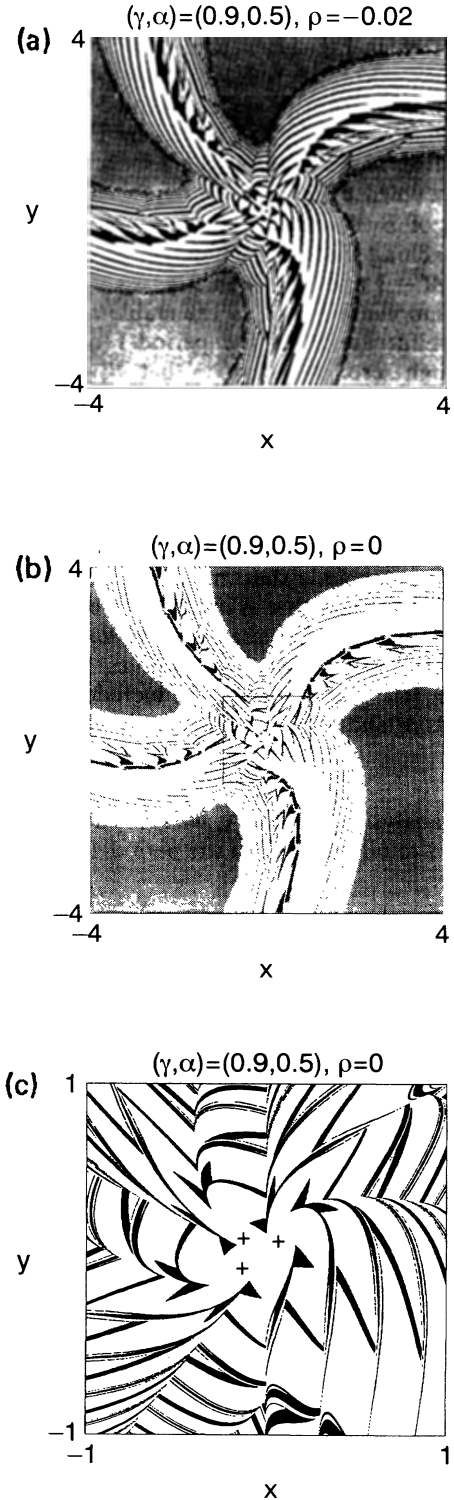 (γ,α)=(0.9,0.5), ρ=−0.02
(a)
4
y
−4
−4
4
x
(γ,α)=(0.9,0.5), ρ=0
(b)
4
y
−4
−4
4
x
(γ,α)=(0.9,0.5), ρ=0
(c)
1
y
−1
−1
1
x